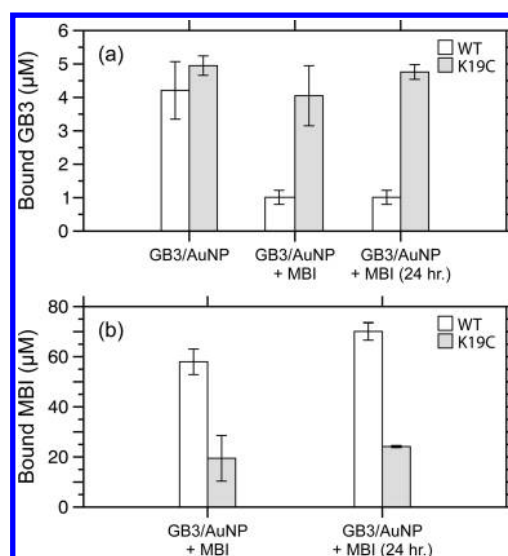 (a)
WT
K19C
Bound GB3 (µM)
6
5
4
3
2
1
0
GB3/AuNP
GB3/AuNP
+ MBI
GB3/AuNP
+ MBI (24 hr.)
(b)
WT
K19C
Bound MBI (µM)
80
60
40
20
0
GB3/AuNP
+ MBI
GB3/AuNP
+ MBI (24 hr.)